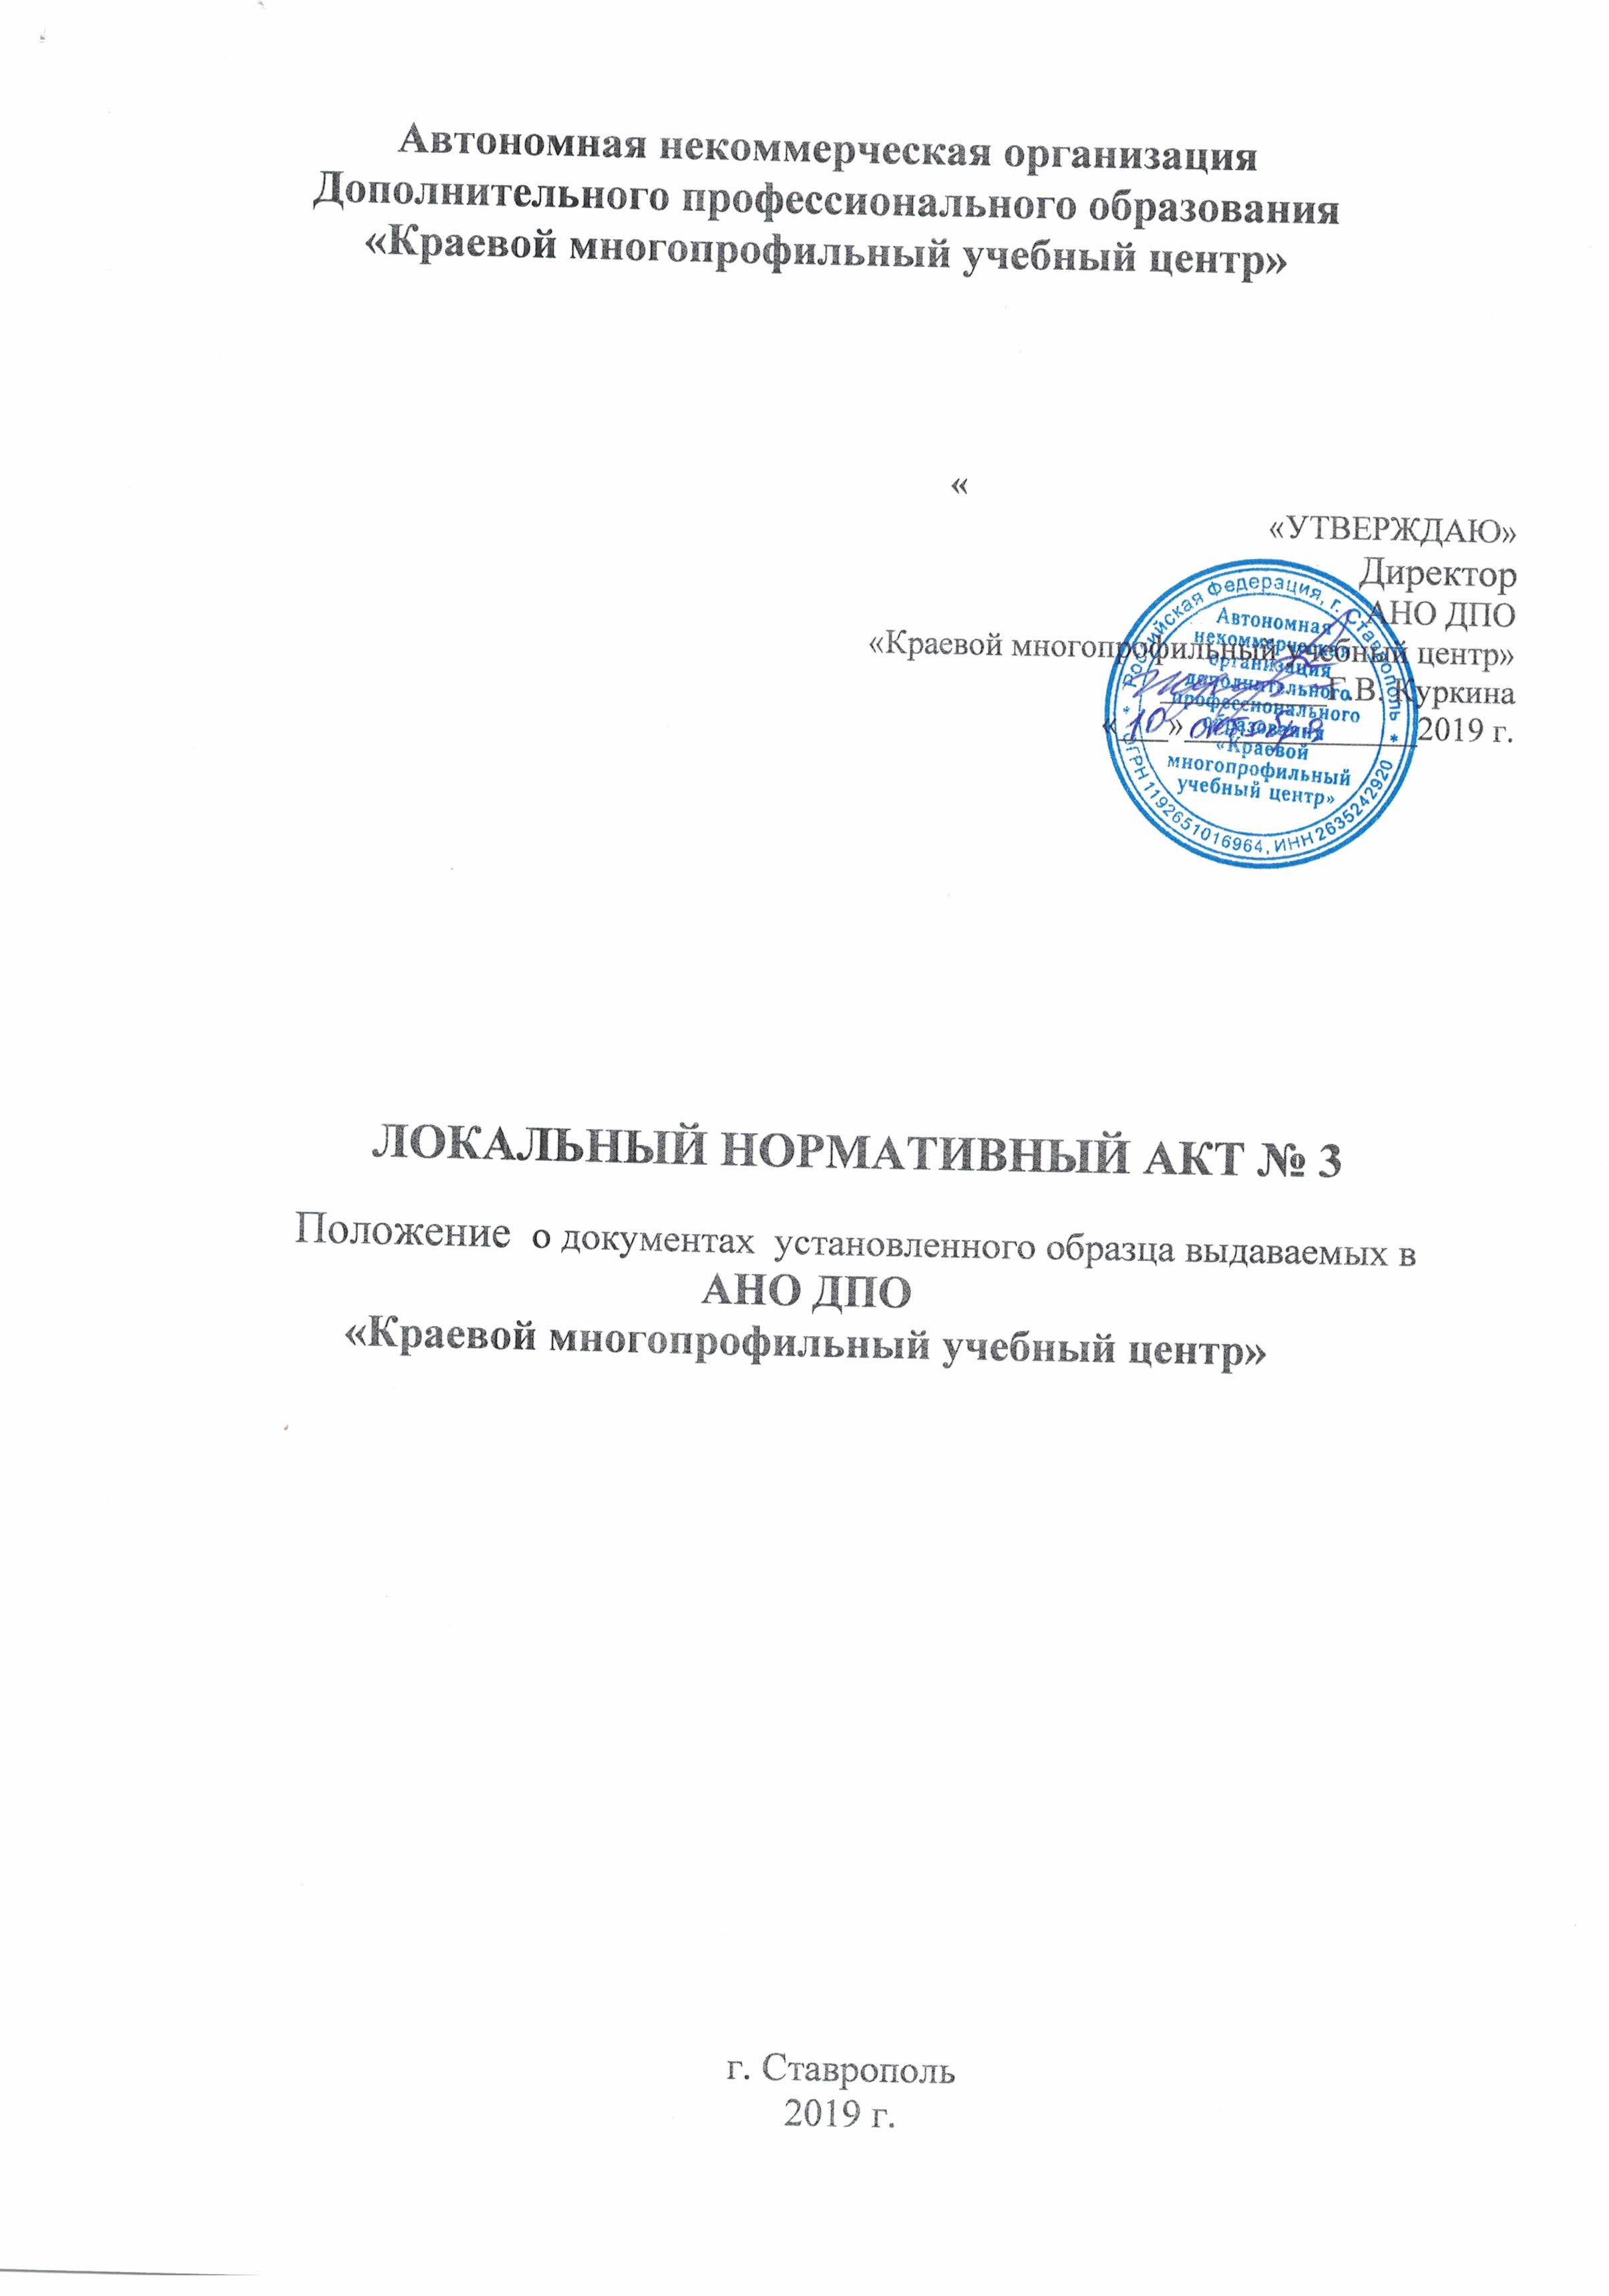 Автономная некоммерческая организация
Дополнительного профессионального образования
«Краевой многопрофильный учебный центр»
«
«УТВЕРЖДАЮ»
Директор
АНО ДПО
«Краевой многопрофильный учебный центр»
Г.В. Куркина
«10» октября 2019 г.
Российская Федерация, г. Ставрополь
* ОГРН 1192651016964, ИНН 2635242920 *
Автономная
некоммерческая
организация
дополнительного
профессионального
образования
«Краевой
многопрофильный
учебный центр»
ЛОКАЛЬНЫЙ НОРМАТИВНЫЙ АКТ № 3
Положение о документах установленного образца выдаваемых в
АНО ДПО
«Краевой многопрофильный учебный центр»
г. Ставрополь
2019 г.